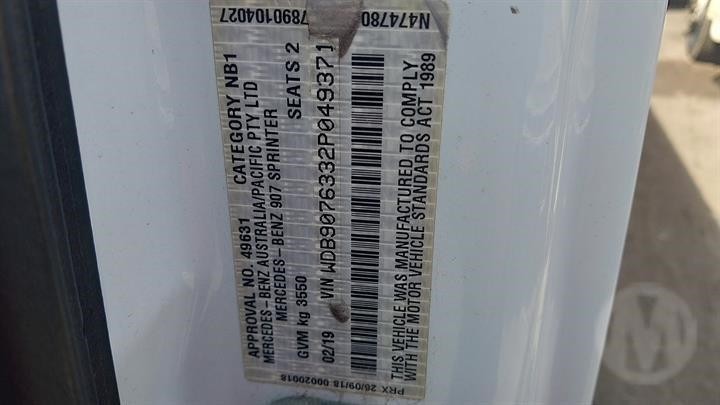 7890104027
N474780
APPROVAL NO. 49631 CATEGORY NB1
MERCEDES-BENZ AUSTRALIA/PACIFIC PTY LTD
MERCEDES-BENZ 907 SPRINTER
GVM kg 3550 SEATS 2
02/19 VIN WDB9076332P049371
THIS VEHICLE WAS MANUFACTURED TO COMPLY
WITH THE MOTOR VEHICLE STANDARDS ACT 1989
PRX 26/09/18 00020018
M